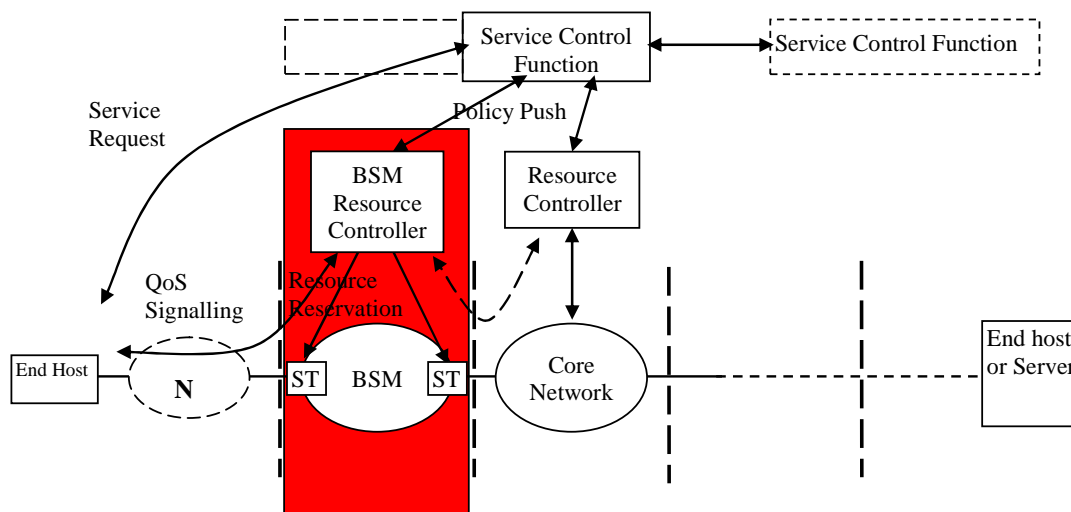 Service Control
Function
Service Control Function
Service
Request
Policy Push
BSM
Resource
Controller
Resource
Controller
QoS
Signalling
Resource
Reservation
End Host
N
ST
BSM
ST
Core
Network
End host
or Server